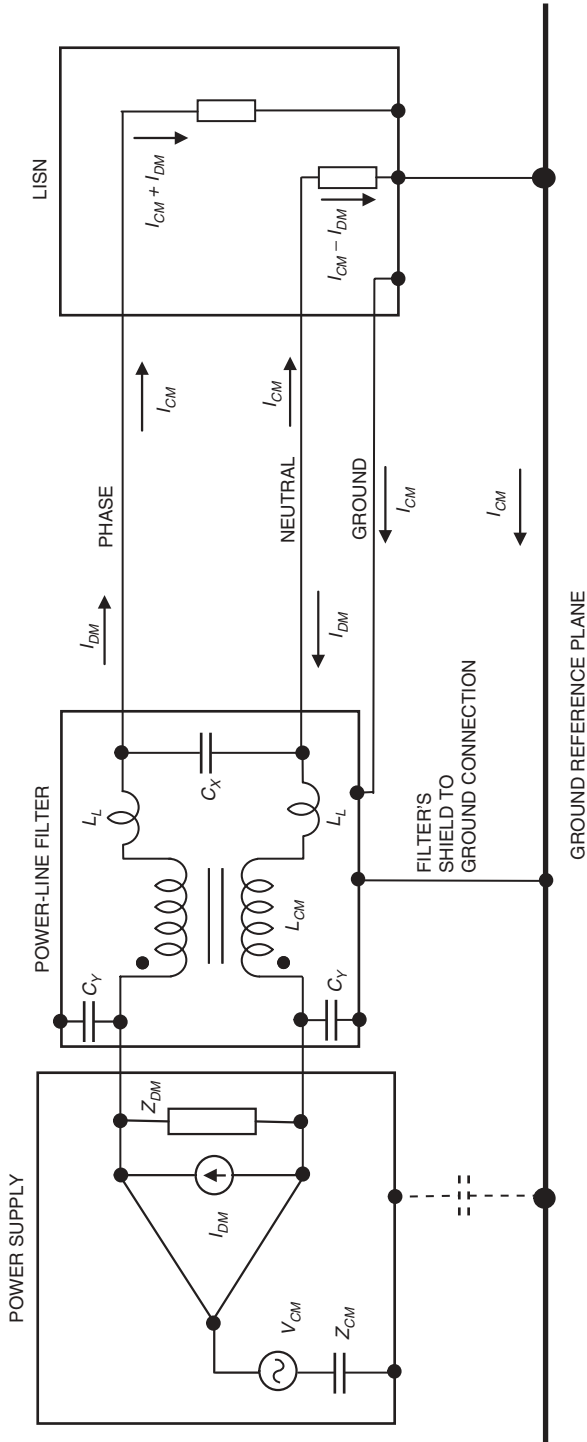 POWER SUPPLY
POWER-LINE FILTER
LISN
C_Y
L_L
I_DM
PHASE
I_CM
I_CM + I_DM
Z_DM
C_X
I_DM
V_CM
Z_CM
L_CM
L_L
C_Y
I_DM
NEUTRAL
I_CM
I_CM − I_DM
GROUND
I_CM
FILTER'S
SHIELD TO
GROUND CONNECTION
I_CM
GROUND REFERENCE PLANE